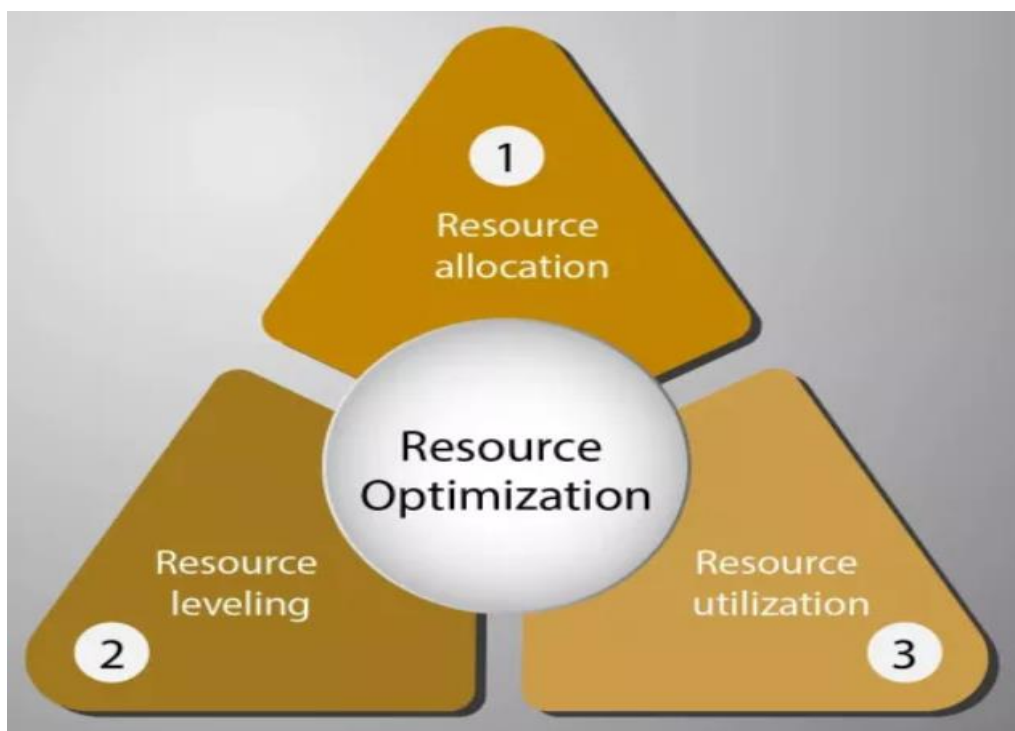 1
Resource
allocation
Resource
Optimization
Resource
leveling
2
Resource
utilization
3